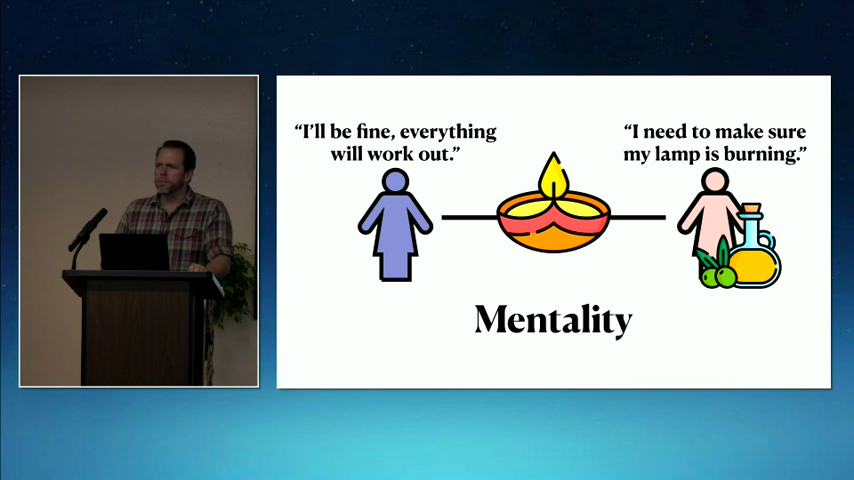 “I’ll be fine, everything
will work out.”
“I need to make sure
my lamp is burning.”
Mentality